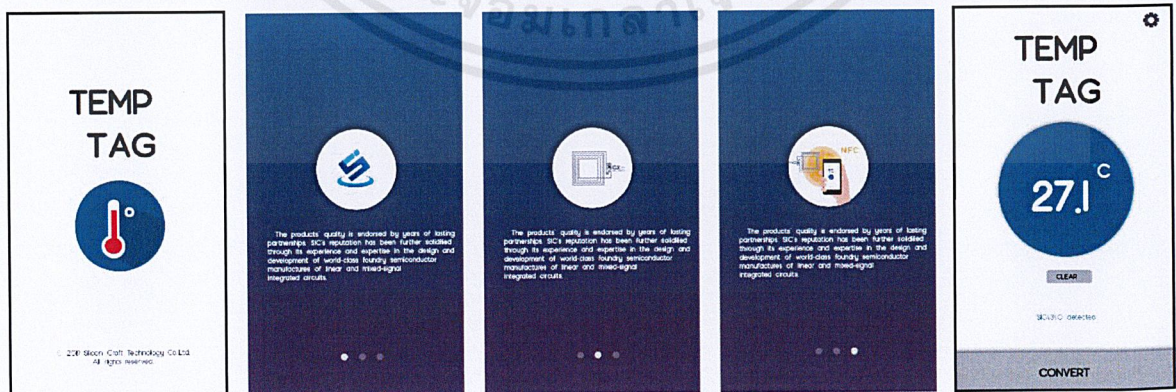 TEMP
TAG
2011 Silicon Craft Technology Co.Ltd.
All rights reserved.
The products' quality is endorsed by years of lasting
partnerships. SIC's reputation has been further solidified
through its experience and expertise in the design and
development of world-class foundry semiconductor
manufactures of linear and mixed-signal
integrated circuits.
The products' quality is endorsed by years of lasting
partnerships. SIC's reputation has been further solidified
through its experience and expertise in the design and
development of world-class foundry semiconductor
manufactures of linear and mixed-signal
integrated circuits.
NFC
The products' quality is endorsed by years of lasting
partnerships. SIC's reputation has been further solidified
through its experience and expertise in the design and
development of world-class foundry semiconductor
manufactures of linear and mixed-signal
integrated circuits.
TEMP
TAG
27.1 °C
CLEAR
detected
CONVERT